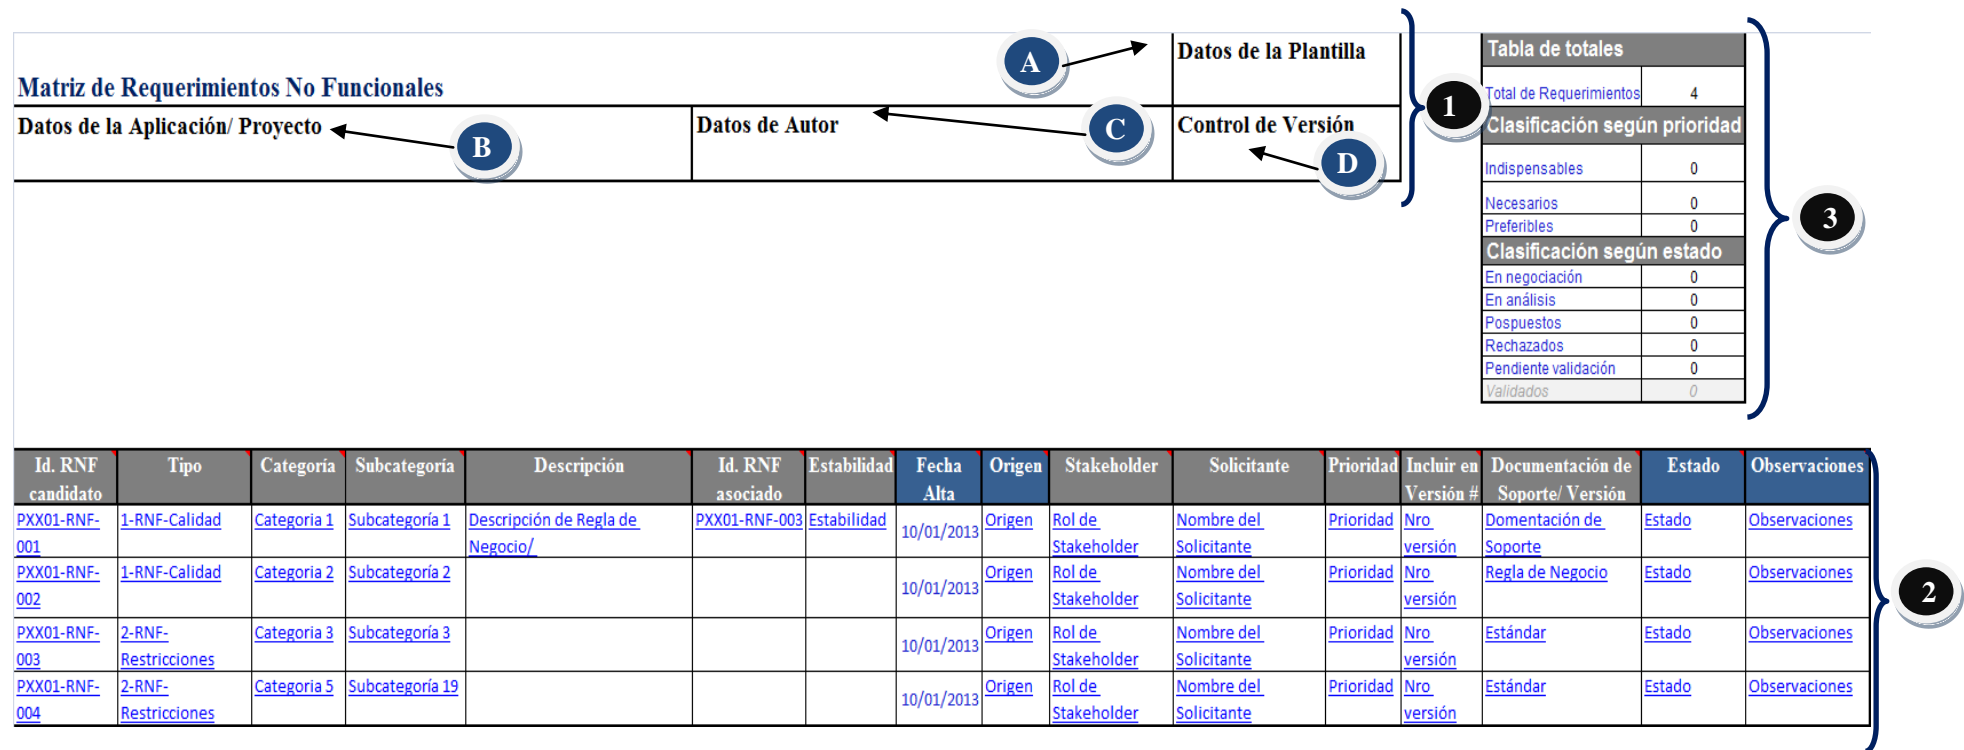 A
Datos de la Plantilla
Matriz de Requerimientos No Funcionales
1
Datos de la Aplicación/ Proyecto
B
Datos de Autor
C
Control de Versión
D
Tabla de totales
Total de Requerimientos 4
Clasificación según prioridad
Indispensables 0
Necesarios 0
Preferibles 0
Clasificación según estado
En negociación 0
En análisis 0
Pospuestos 0
Rechazados 0
Pendiente validación 0
Validados 0
3
Id. RNF Tipo Categoría Subcategoría Descripción Id. RNF Estabilidad Fecha Origen Stakeholder Solicitante Prioridad Incluir en Documentación de Estado Observaciones
candidato asociado Alta Versión # Soporte/ Versión
PXX01-RNF- 1-RNF-Calidad Categoria 1 Subcategoría 1 Descripción de Regla de PXX01-RNF-003 Estabilidad 10/01/2013 Origen Rol de Nombre del Prioridad Nro Domentación de Estado Observaciones
001 Negocio/ Stakeholder Solicitante versión Soporte
PXX01-RNF- 1-RNF-Calidad Categoria 2 Subcategoría 2 10/01/2013 Origen Rol de Nombre del Prioridad Nro Regla de Negocio Estado Observaciones
002 Stakeholder Solicitante versión
2
PXX01-RNF- 2-RNF- Categoria 3 Subcategoría 3 10/01/2013 Origen Rol de Nombre del Prioridad Nro Estándar Estado Observaciones
003 Restricciones Stakeholder Solicitante versión
PXX01-RNF- 2-RNF- Categoria 5 Subcategoría 19 10/01/2013 Origen Rol de Nombre del Prioridad Nro Estándar Estado Observaciones
004 Restricciones Stakeholder Solicitante versión